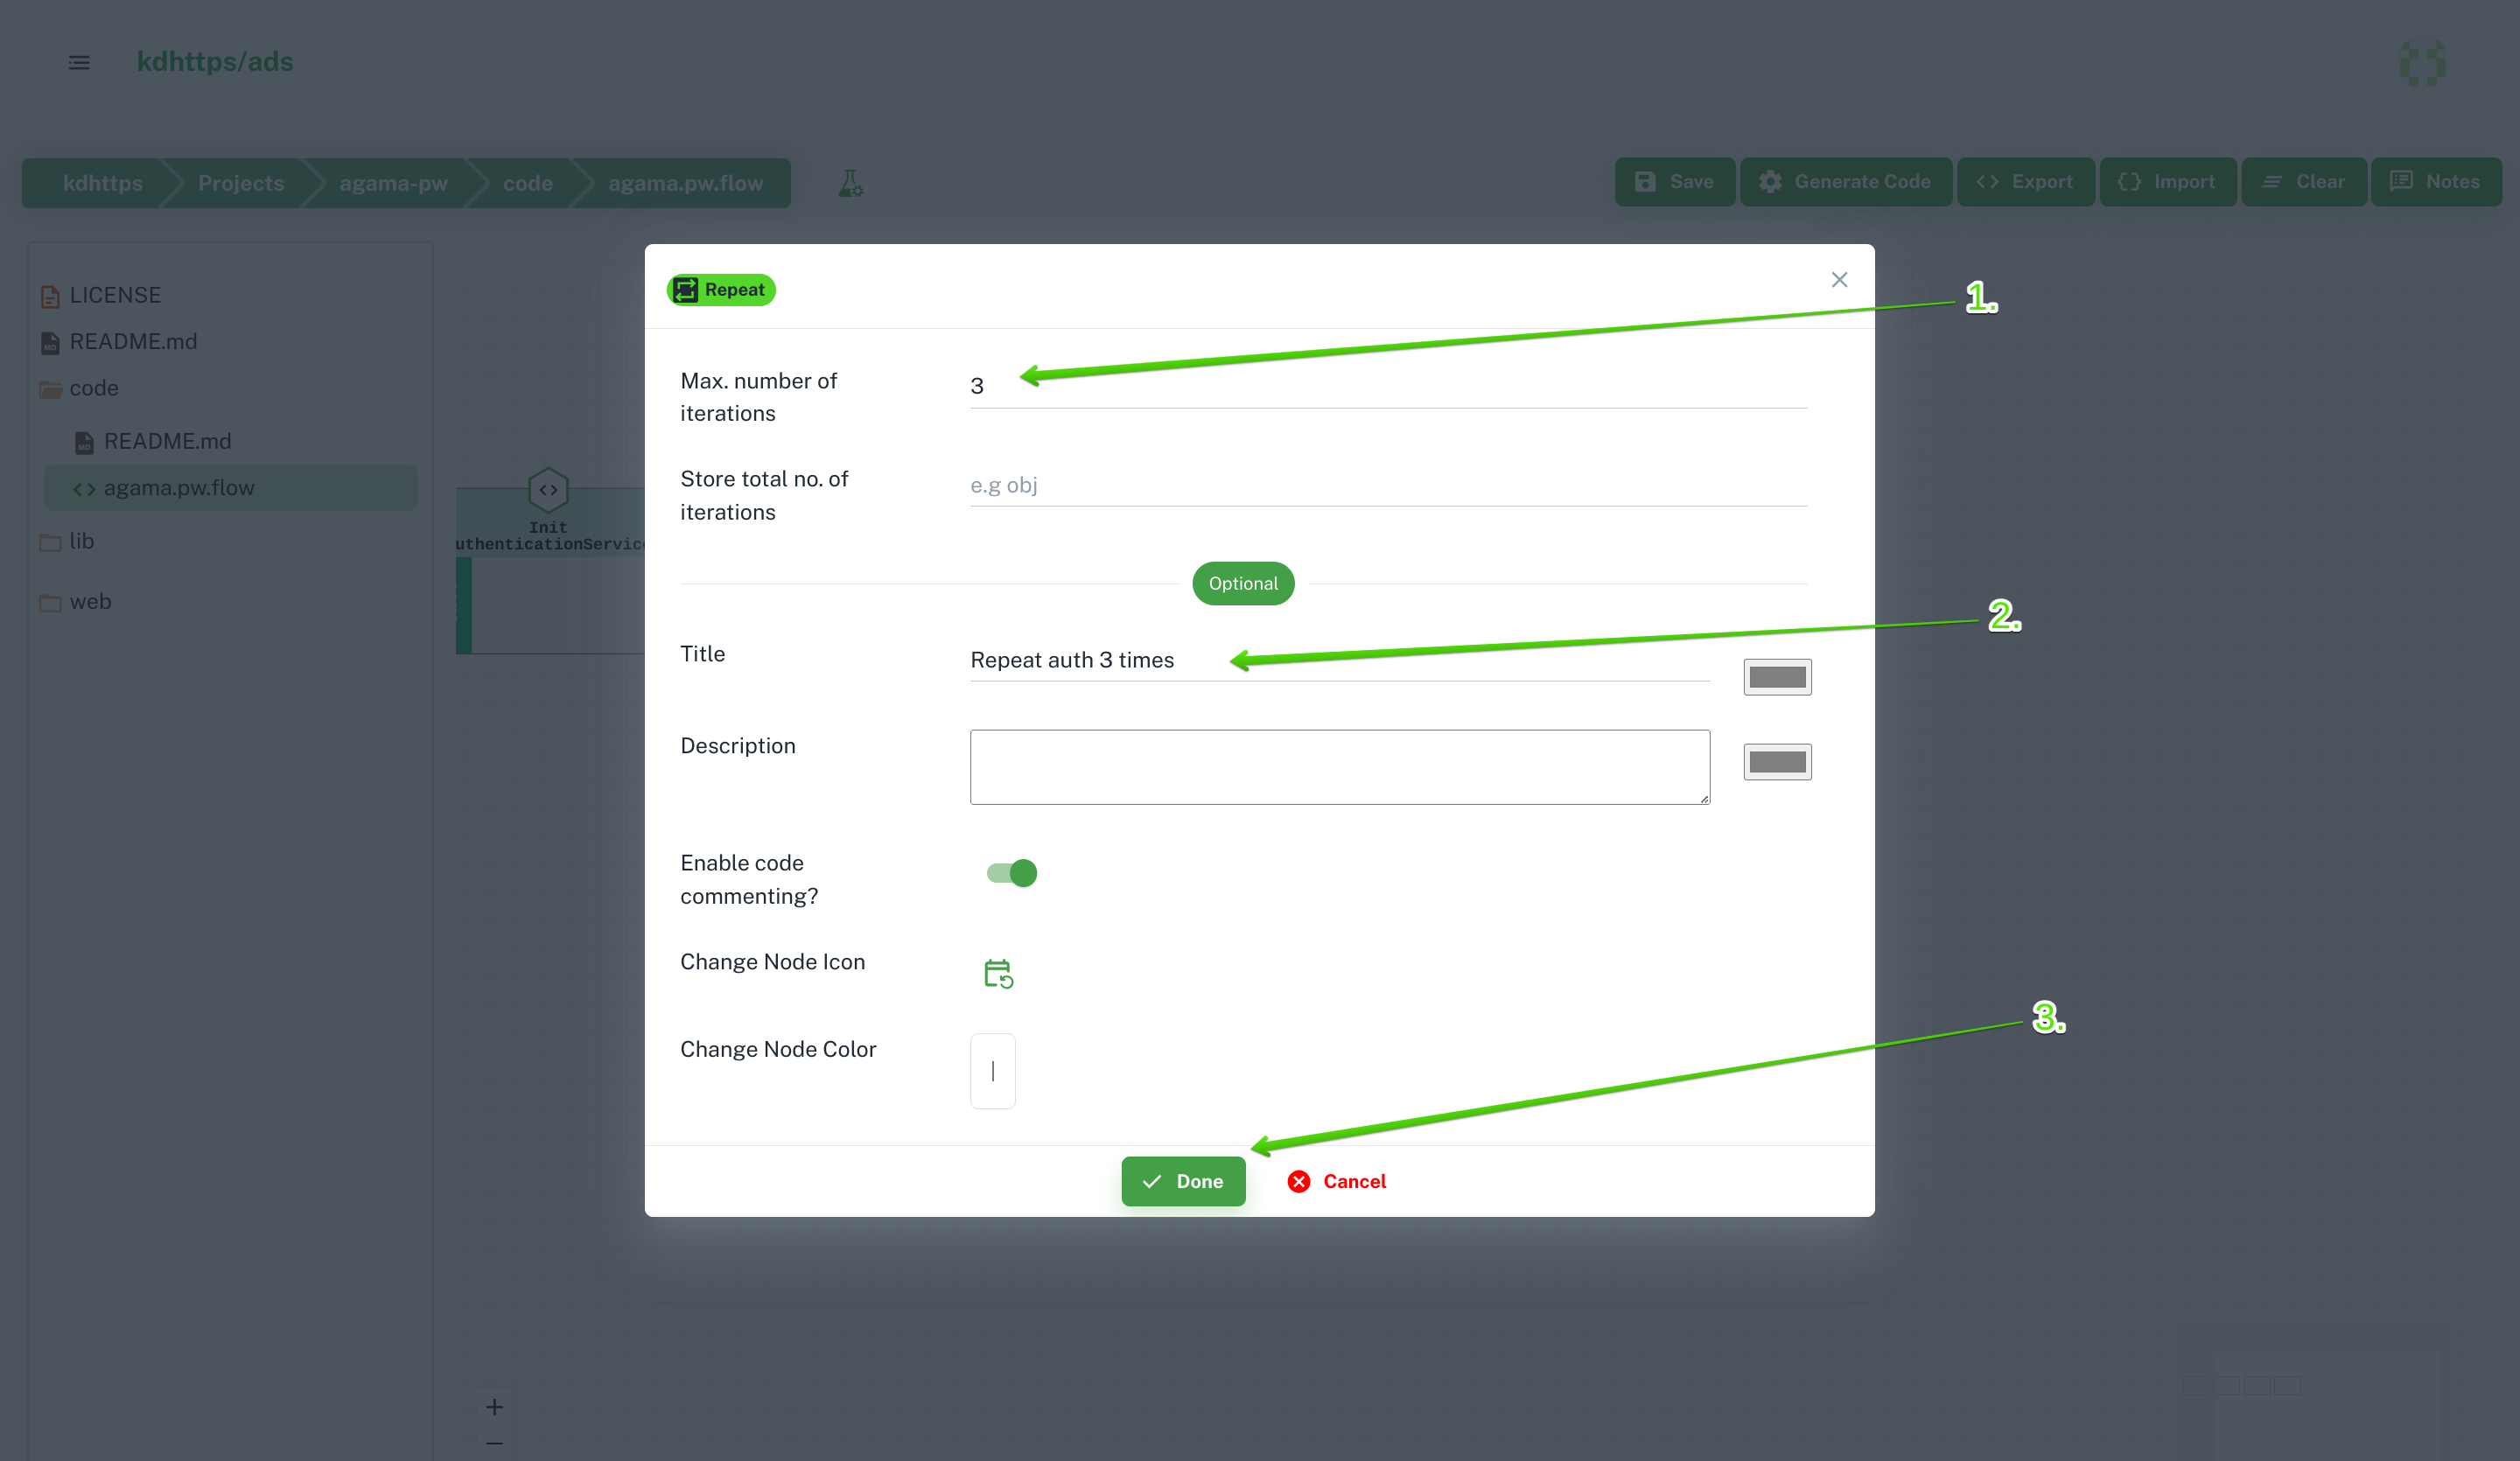 kdhttps/ads
kdhttps Projects agama-pw code agama.pw.flow
Save Generate Code Export Import Clear Notes
LICENSE
README.md
code
README.md
agama.pw.flow
lib
web
Init
uthenticationService
Repeat
1.
Max. number of
iterations
3
Store total no. of
iterations
e.g obj
Optional
2.
Title
Repeat auth 3 times
Description
Enable code
commenting?
Change Node Icon
3.
Change Node Color
Done
Cancel